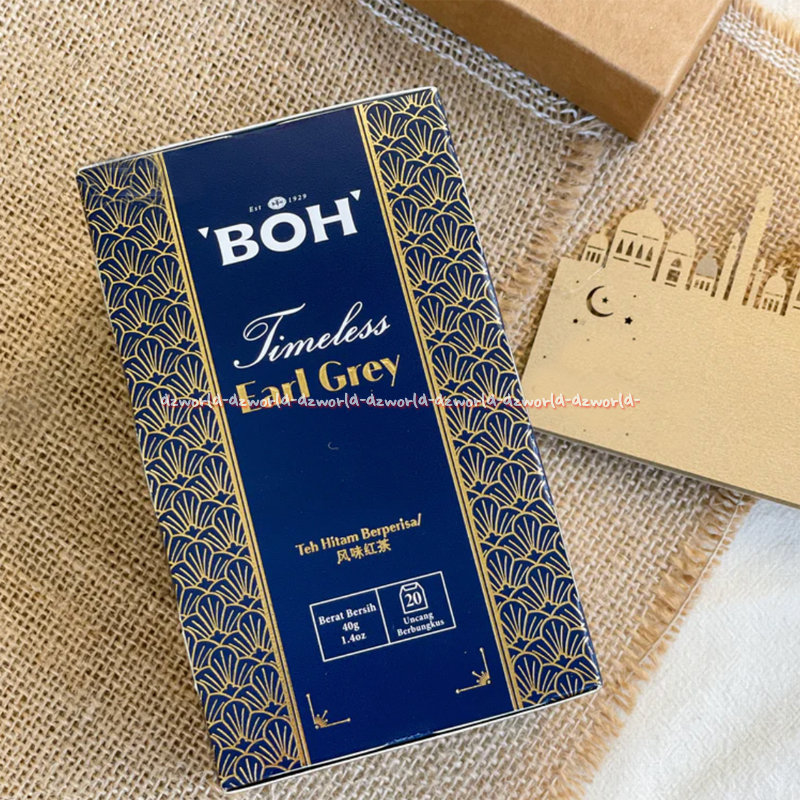 Est BOH 1929
BOH
Timeless
Earl Grey
dzworld-dzworld-dzworld-dzworld-dzworld-dzworld-dzworld-
Teh Hitam Berperisa/
风味红茶
Berat Bersih
40g
1.4oz
20
Uncang
Berbungkus